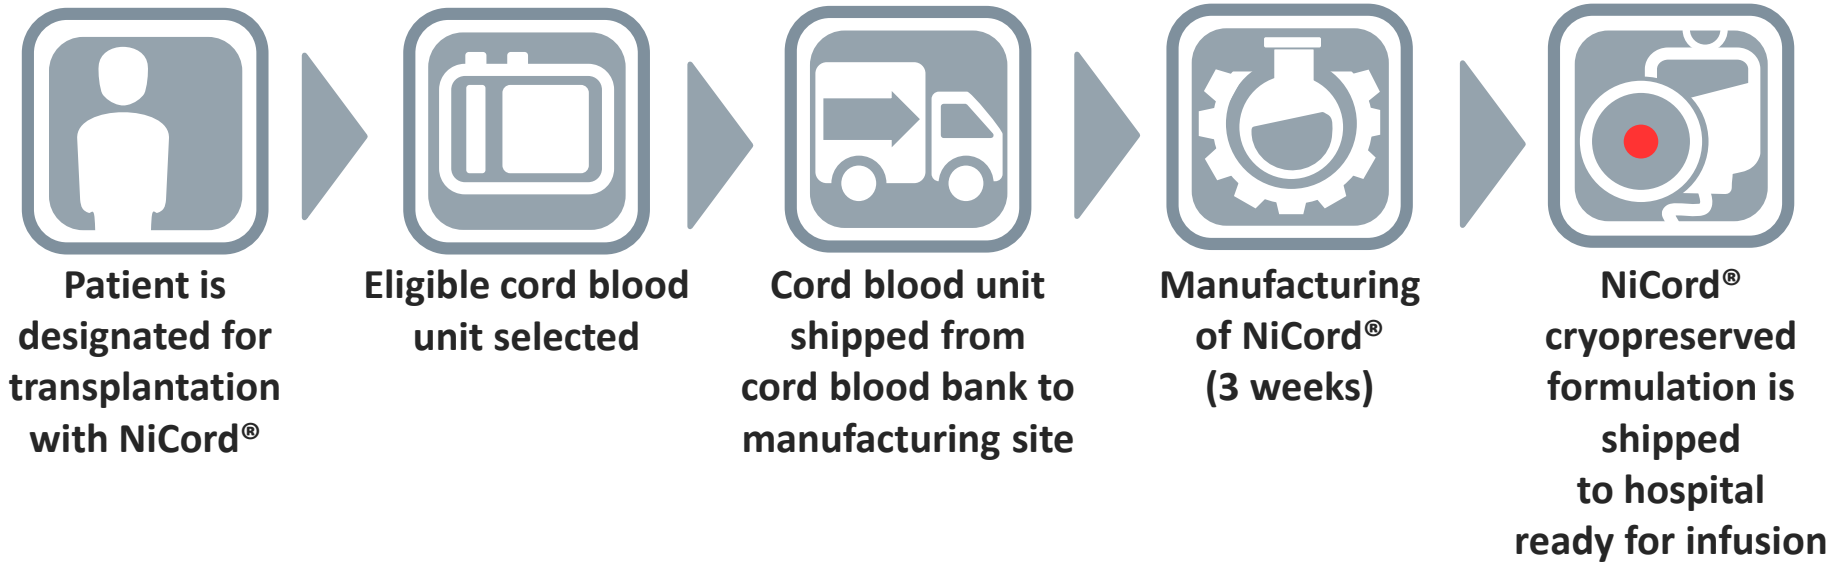 Patient is
designated for
transplantation
with NiCord®
Eligible cord blood
unit selected
Cord blood unit
shipped from
cord blood bank to
manufacturing site
Manufacturing
of NiCord®
(3 weeks)
NiCord®
cryopreserved
formulation is
shipped
to hospital
ready for infusion